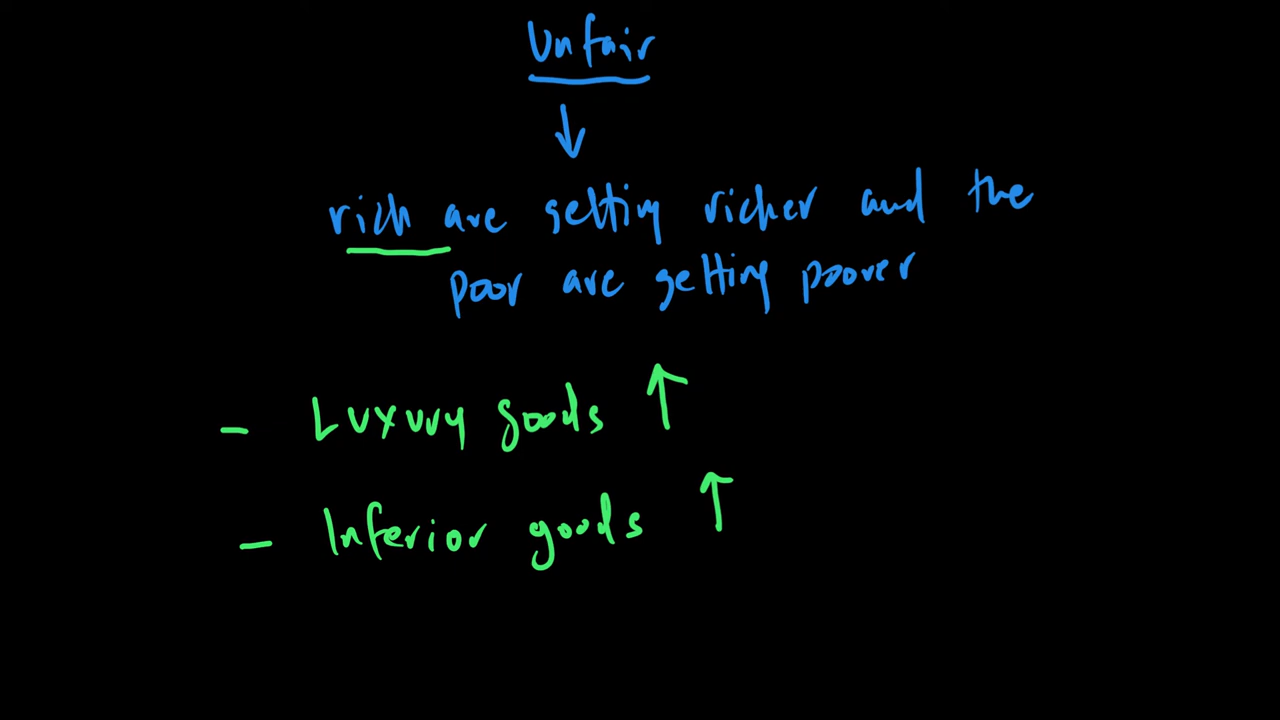 Unfair
↓
rich are getting richer and the
poor are getting poorer
- Luxury goods ↑
- Inferior goods ↑